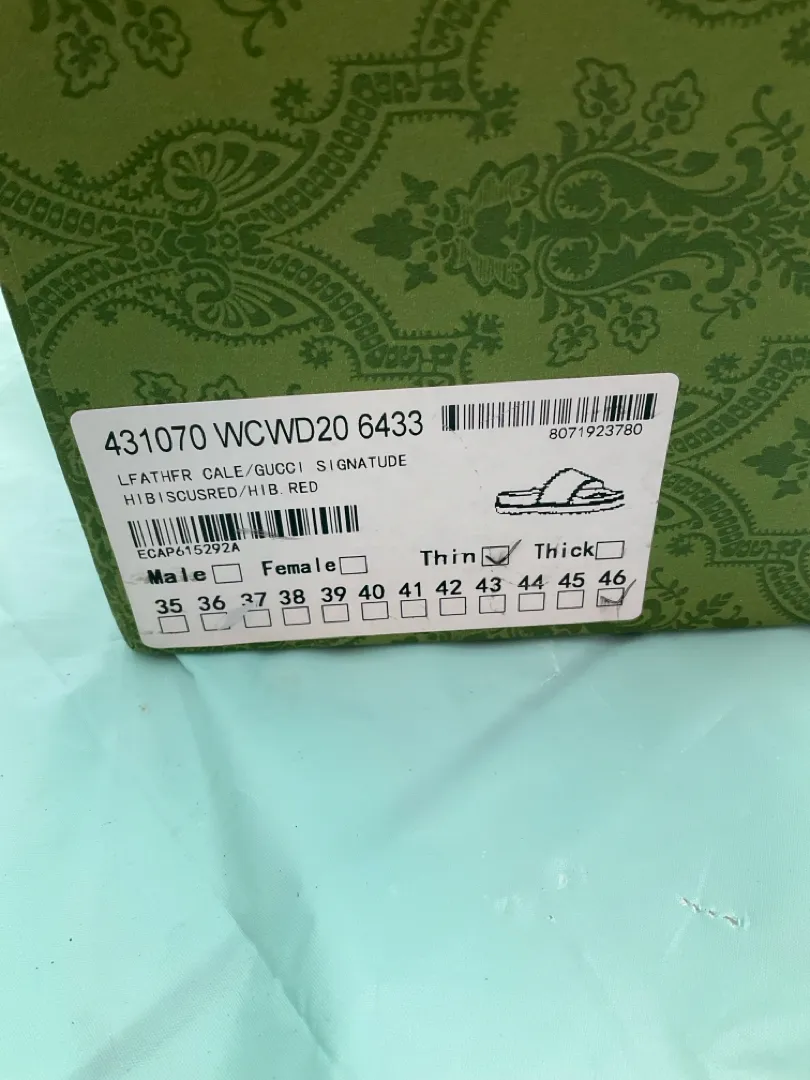 431070 WCWD20 6433
8071923780
LFATHFR CALE/GUCCI SIGNATUDE
HIBISCUSRED/HIB. RED
ECAP615292A
Male Female Thin Thick
35 36 37 38 39 40 41 42 43 44 45 46